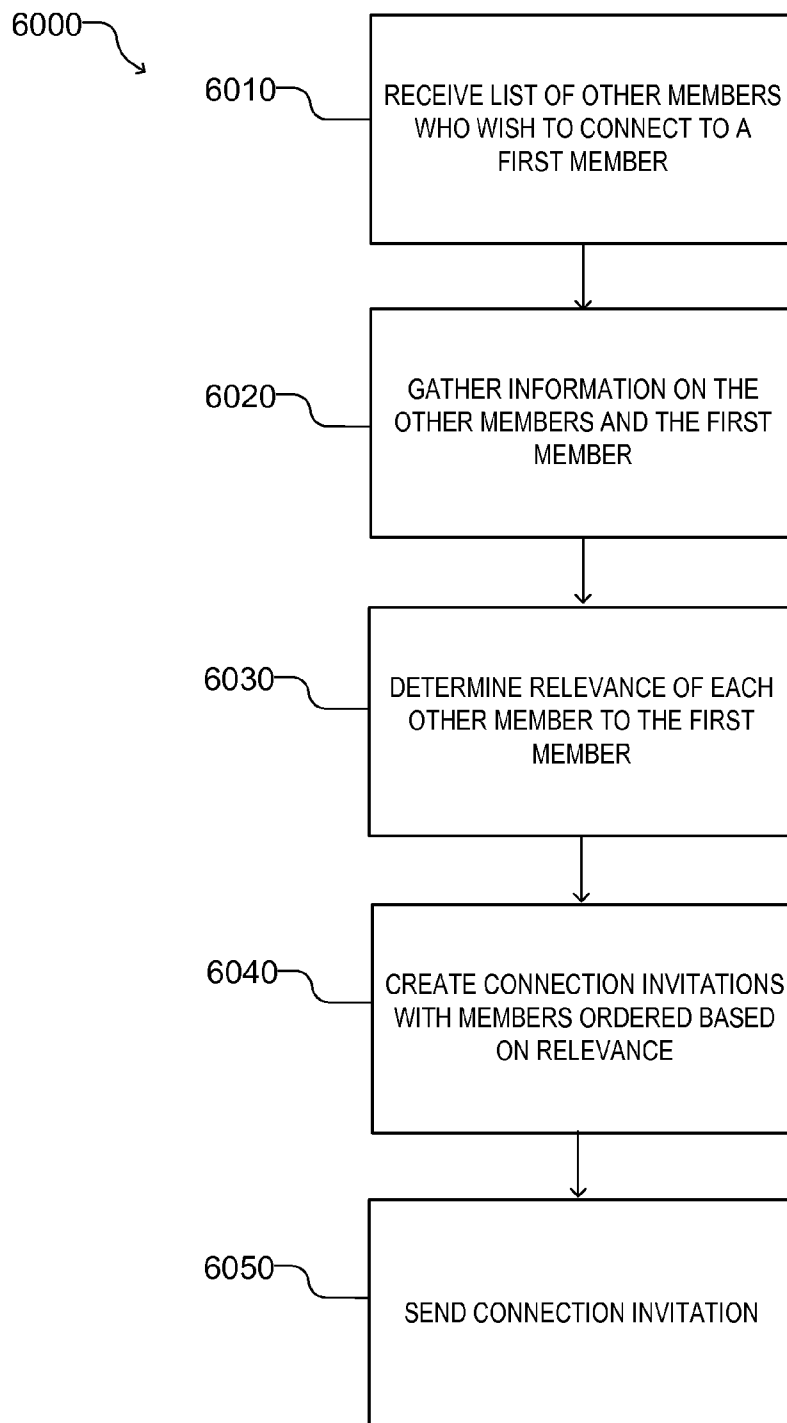 6000
6010
RECEIVE LIST OF OTHER MEMBERS
WHO WISH TO CONNECT TO A
FIRST MEMBER
6020
GATHER INFORMATION ON THE
OTHER MEMBERS AND THE FIRST
MEMBER
6030
DETERMINE RELEVANCE OF EACH
OTHER MEMBER TO THE FIRST
MEMBER
6040
CREATE CONNECTION INVITATIONS
WITH MEMBERS ORDERED BASED
ON RELEVANCE
6050
SEND CONNECTION INVITATION